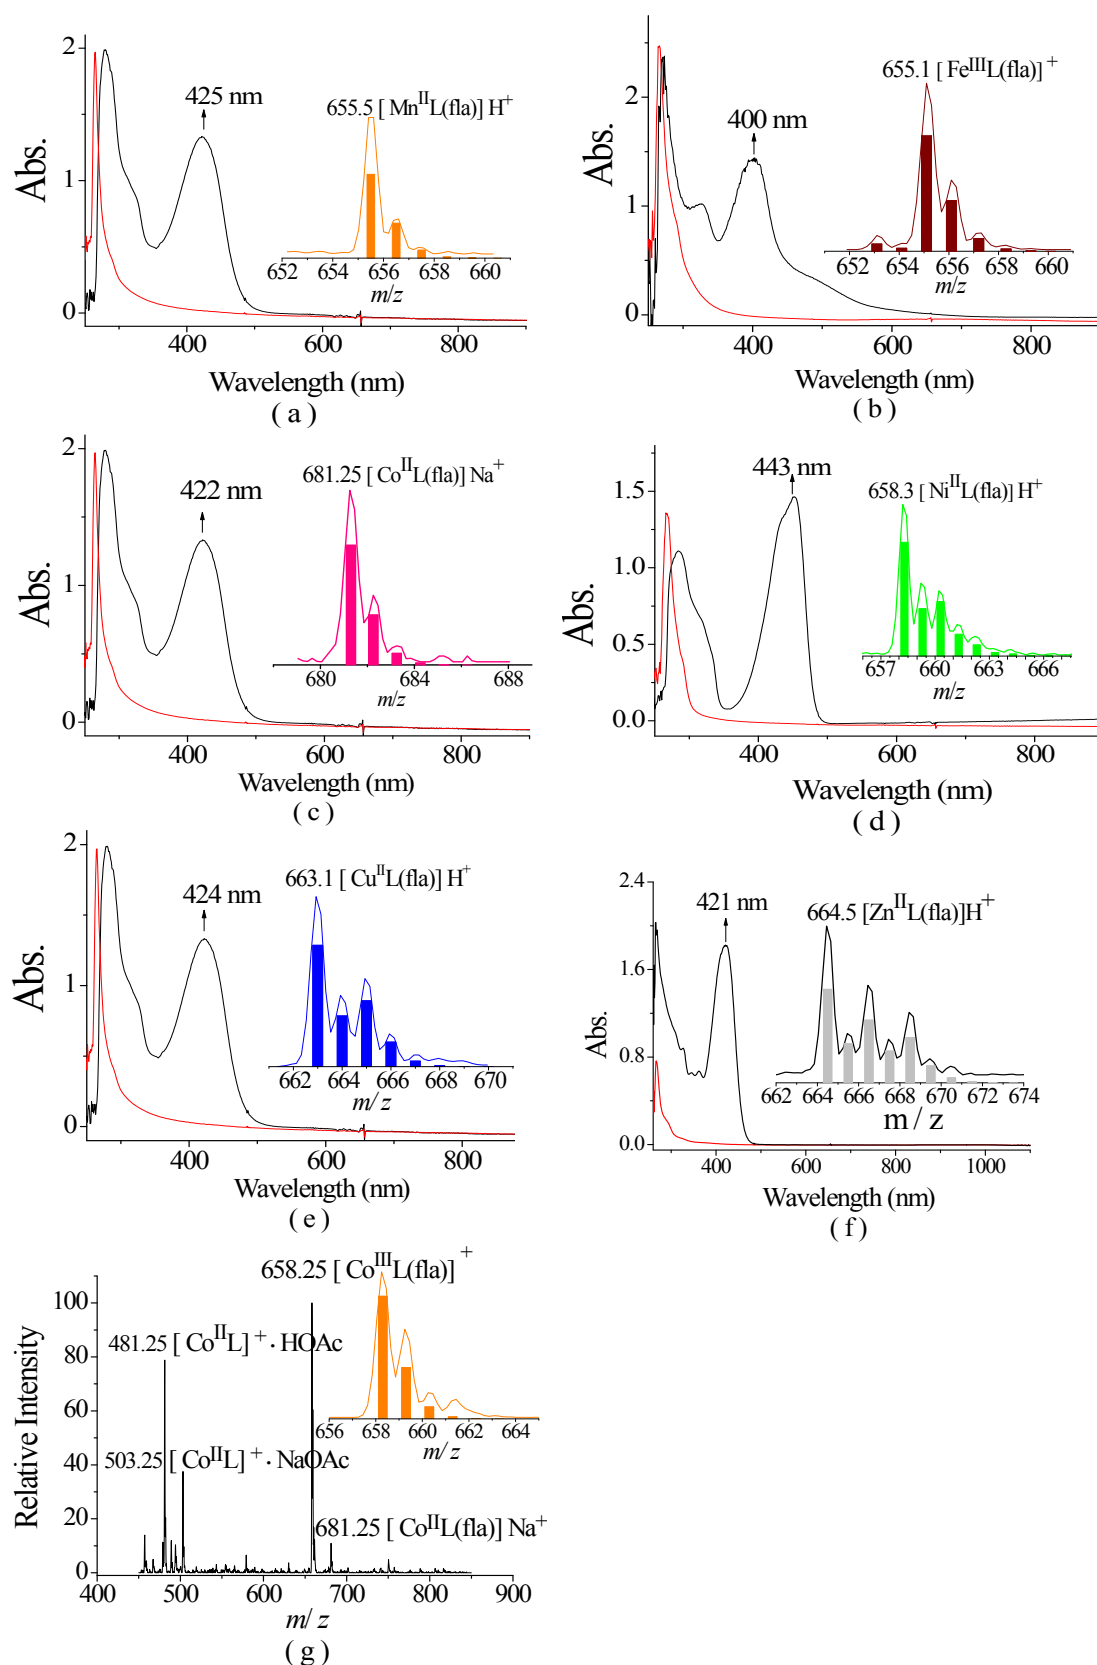 2
1
0
Abs.
425 nm
655.5 [ Mn^II L(fla)] H^+
652 654 656 658 660
m/z
400 600 800
Wavelength (nm)
( a )
2
1
0
Abs.
400 nm
655.1 [ Fe^III L(fla)]^+
652 654 656 658 660
m/z
400 600 800
Wavelength (nm)
( b )
2
1
0
Abs.
422 nm
681.25 [ Co^II L(fla)] Na^+
680 684 688
m/z
400 600 800
Wavelength (nm)
( c )
1.5
1.0
0.5
0.0
Abs.
443 nm
658.3 [ Ni^II L(fla)] H^+
657 660 663 666
m/z
400 600 800
Wavelength (nm)
( d )
2
1
0
Abs.
424 nm
663.1 [ Cu^II L(fla)] H^+
662 664 666 668 670
m/z
400 600 800
Wavelength (nm)
( e )
2.4
1.6
0.8
0.0
Abs.
421 nm
664.5 [Zn^II L(fla)]H^+
662 664 666 668 670 672 674
m / z
400 600 800 1000
Wavelength (nm)
( f )
658.25 [ Co^III L(fla)]^+
100
80
60
40
20
0
Relative Intensity
481.25 [ Co^II L]^+ · HOAc
656 658 660 662 664
m/z
503.25 [ Co^II L]^+ · NaOAc
681.25 [ Co^II L(fla)] Na^+
400 500 600 700 800 900
m/ z
( g )